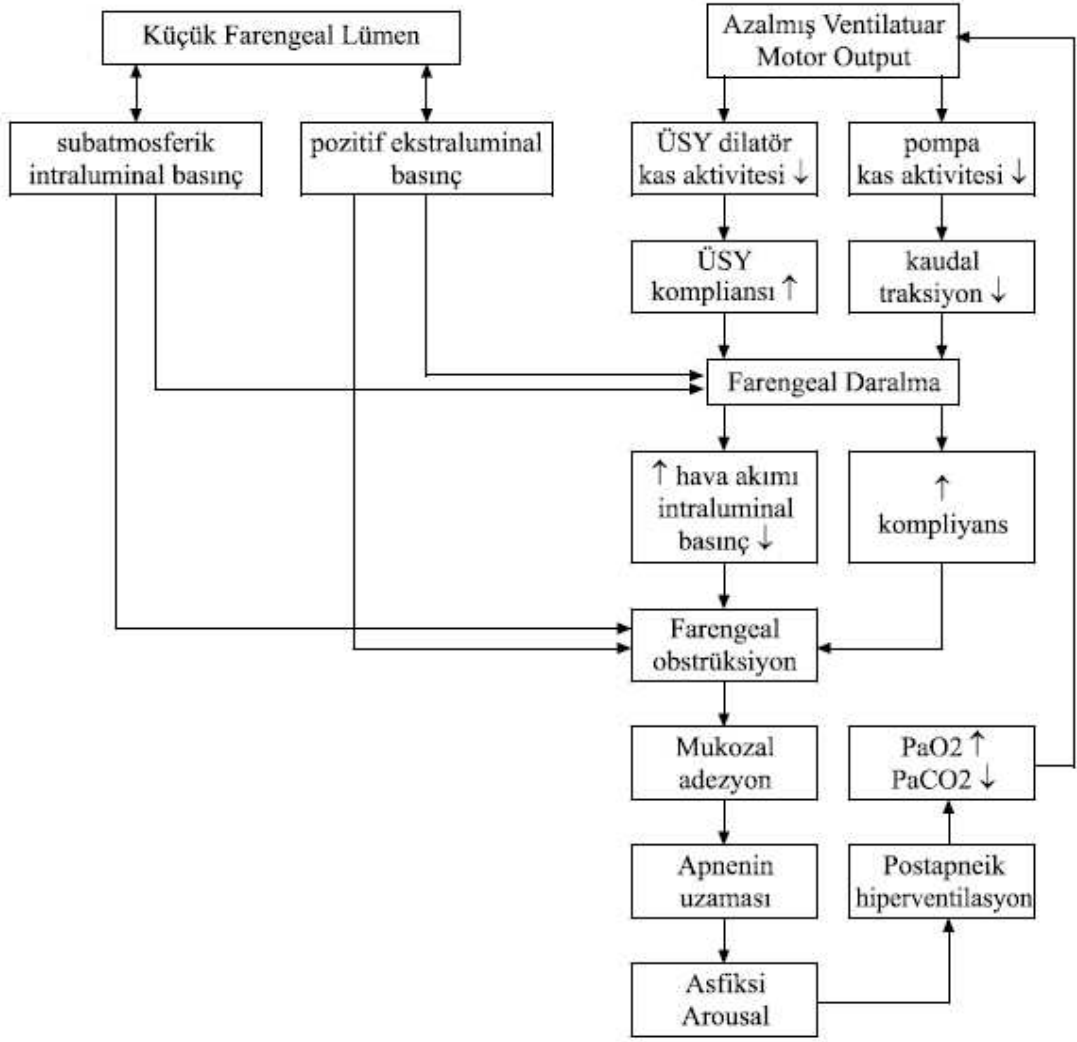 Küçük Farengeal Lümen
Azalmış Ventilatuar
Motor Output
subatmosferik
intraluminal basınç
pozitif ekstraluminal
basınç
ÜSY dilatör
kas aktivitesi ↓
pompa
kas aktivitesi ↓
ÜSY
kompliansı ↑
kaudal
traksiyon ↓
Farengeal Daralma
↑ hava akımı
intraluminal
basınç ↓
↑
kompliyans
Farengeal
obstrüksiyon
Mukozal
adezyon
PaO2 ↑
PaCO2 ↓
Apnenin
uzaması
Postapneik
hiperventilasyon
Asfiksi
Arousal